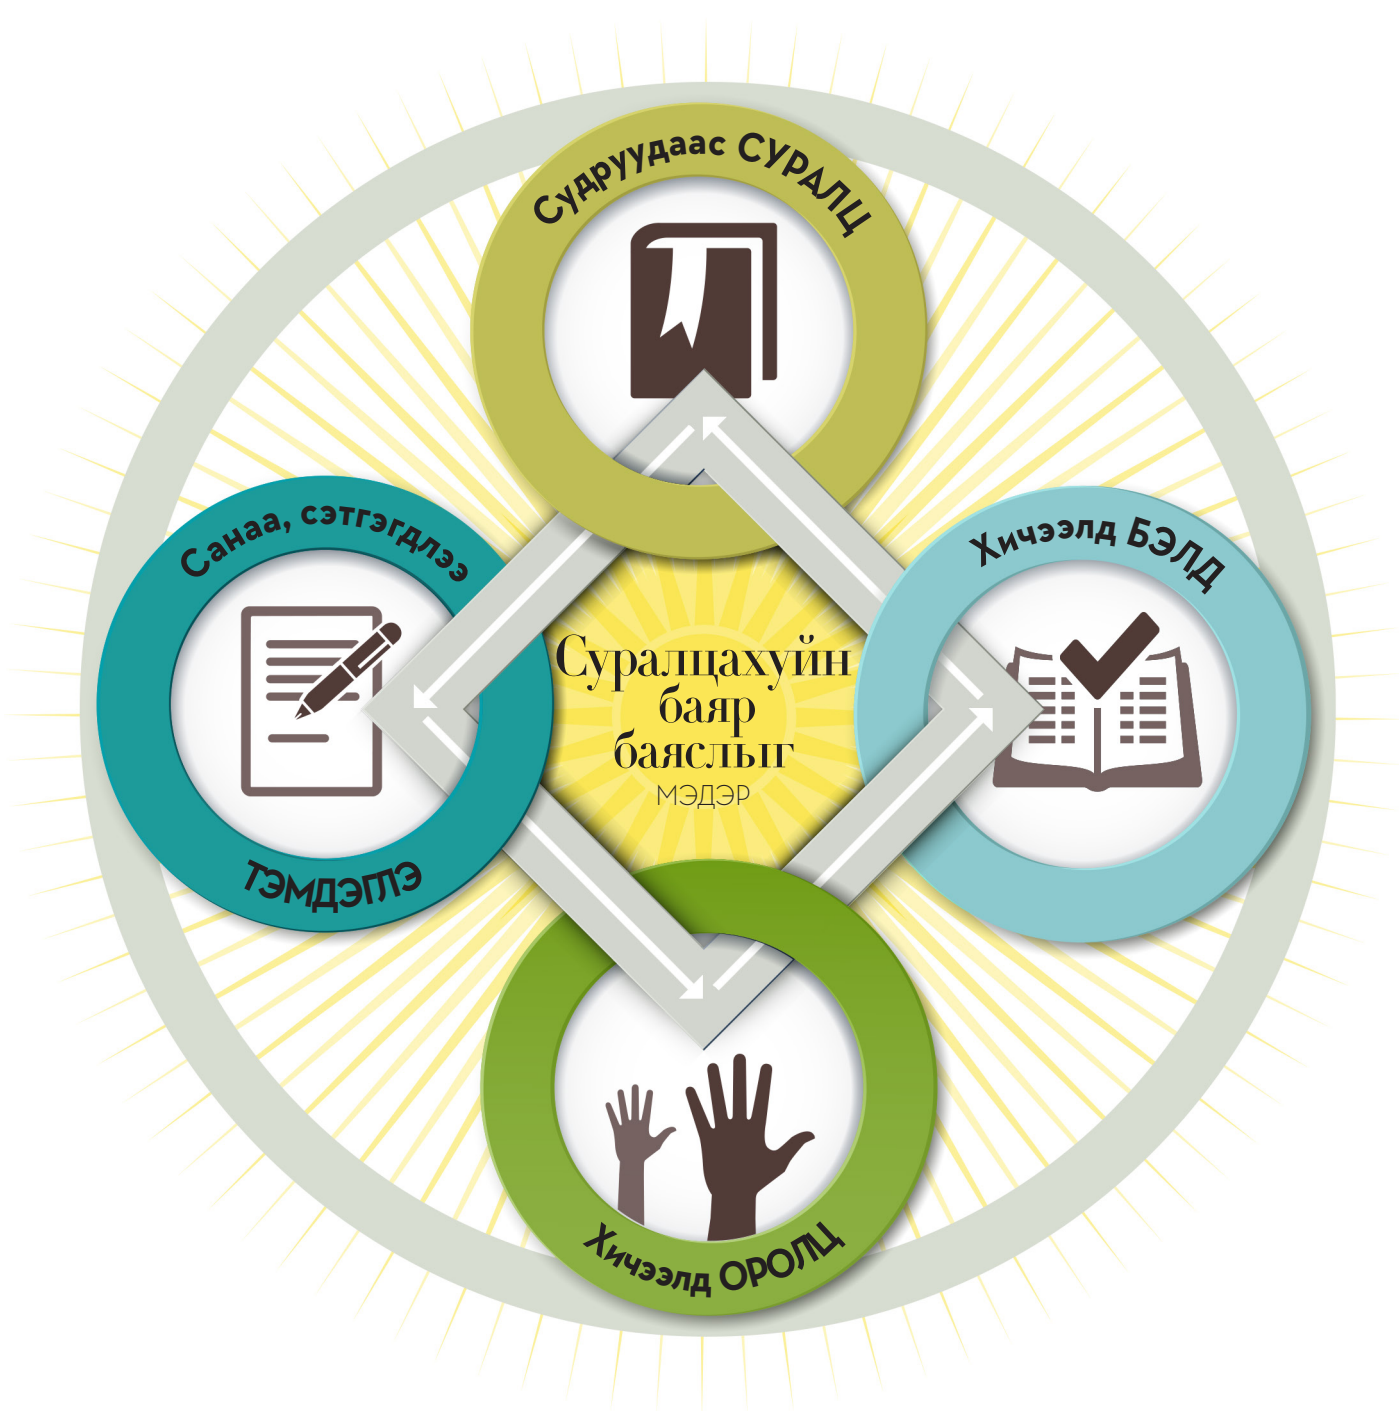 Судруудаас СУРАЛЦ
Санаа, сэтгэгдлээ
ТЭМДЭГЛЭ
Суралцахуйн
баяр
баяслыг
МЭДЭР
Хичээлд БЭЛД
Хичээлд ОРОЛЦ